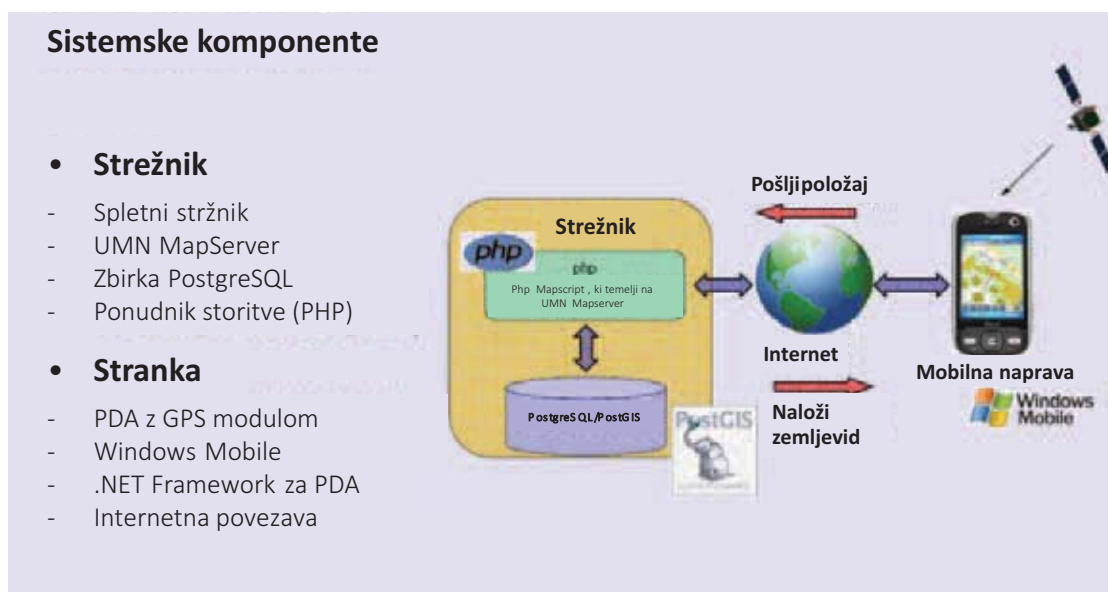 Sistemske komponente
• Strežnik
- Spletni stržnik
- UMN MapServer
- Zbirka PostgreSQL
- Ponudnik storitve (PHP)
• Stranka
- PDA z GPS modulom
- Windows Mobile
- .NET Framework za PDA
- Internetna povezava
Strežnik
php
php
Php Mapscript , ki temelji na
UMN Mapserver
PostgreSQL/PostGIS
PostGIS
Pošljipoložaj
Internet
Naloži
zemljevid
Mobilna naprava
Windows
Mobile